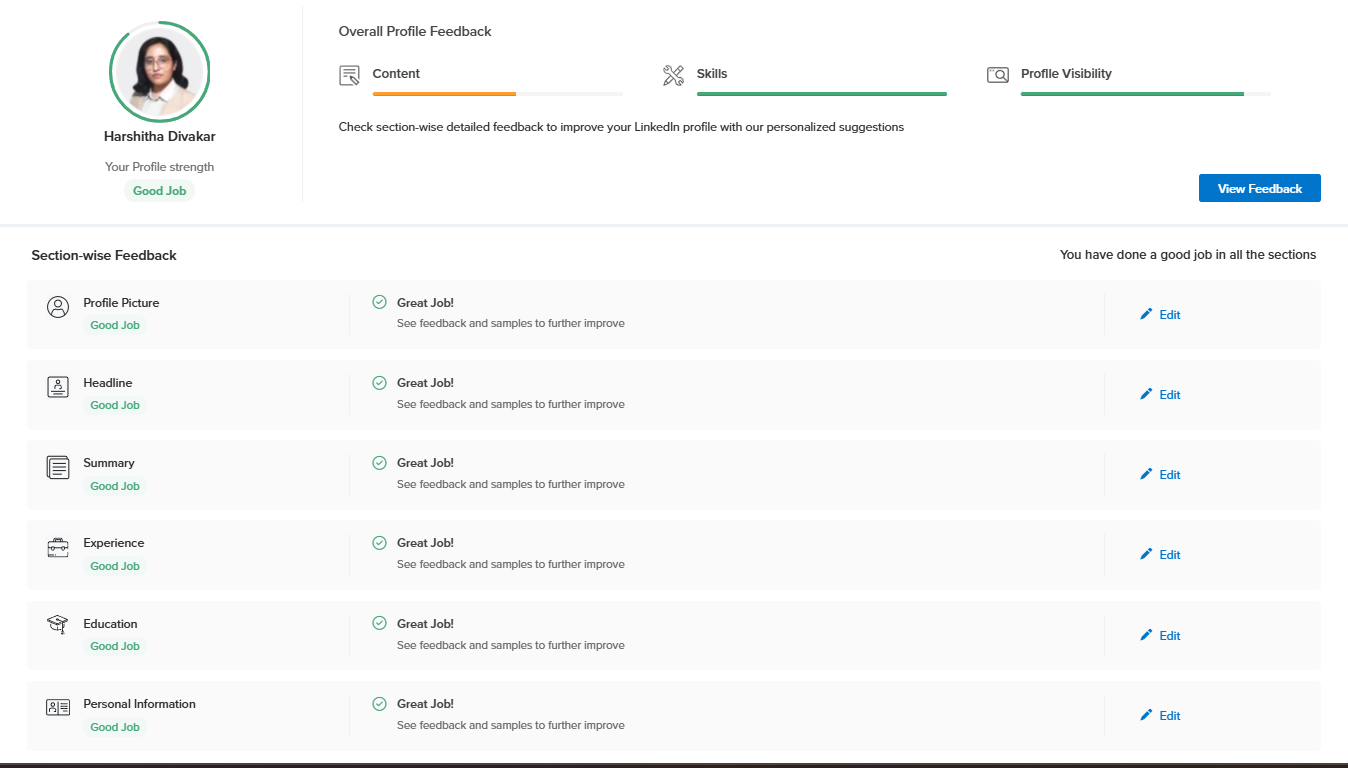 Overall Profile Feedback
Content
Skills
Profile Visibility
Harshitha Divakar
Check section-wise detailed feedback to improve your LinkedIn profile with our personalized suggestions
Your Profile strength
Good Job
View Feedback
Section-wise Feedback
You have done a good job in all the sections
Profile Picture
Good Job
Great Job!
See feedback and samples to further improve
Edit
Headline
Good Job
Great Job!
See feedback and samples to further improve
Edit
Summary
Good Job
Great Job!
See feedback and samples to further improve
Edit
Experience
Good Job
Great Job!
See feedback and samples to further improve
Edit
Education
Good Job
Great Job!
See feedback and samples to further improve
Edit
Personal Information
Good Job
Great Job!
See feedback and samples to further improve
Edit